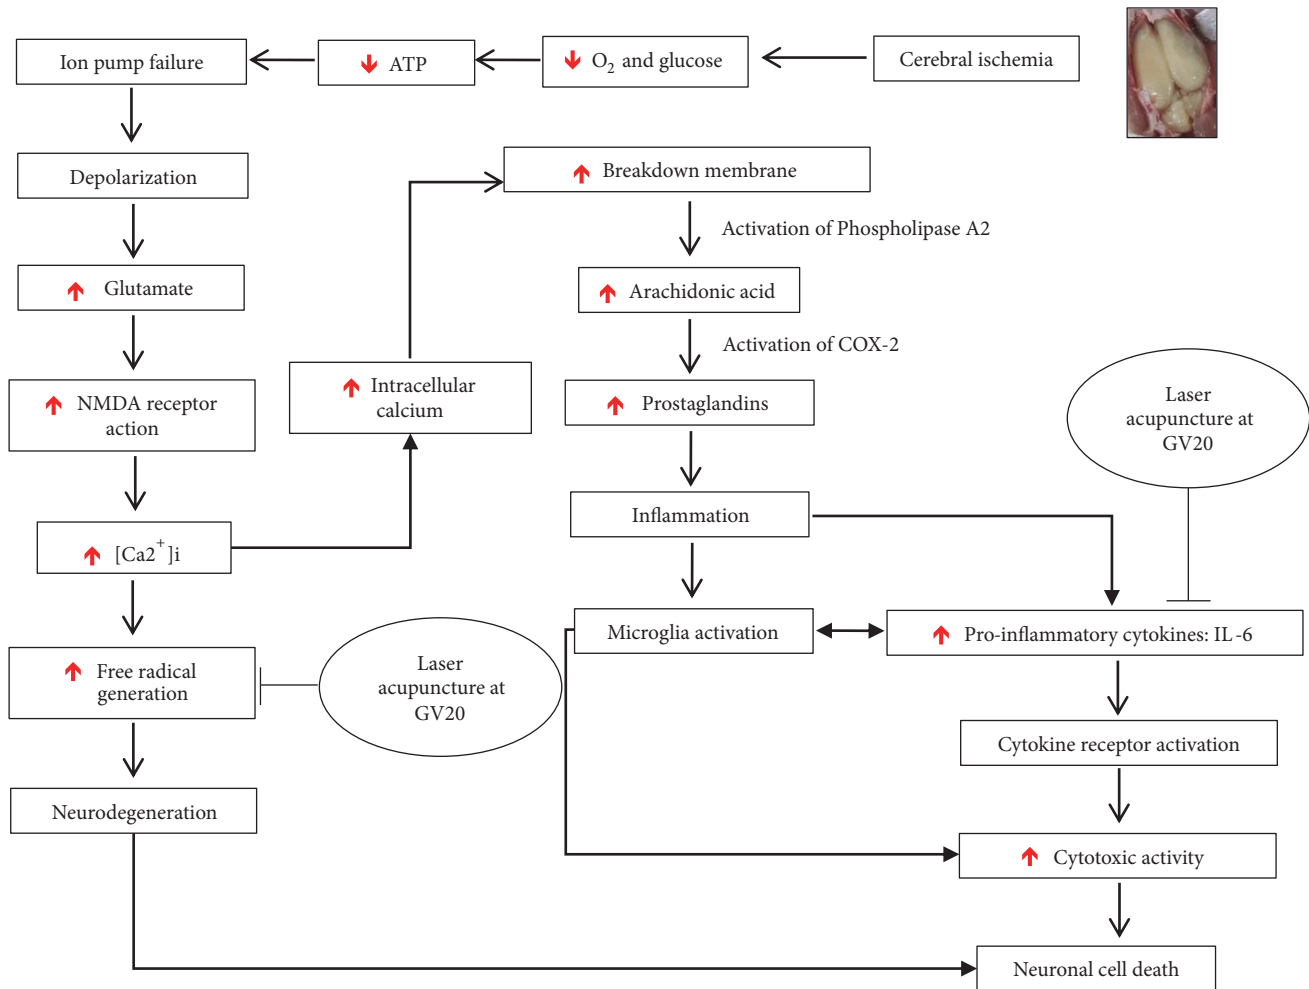 Ion pump failure
ATP
O2 and glucose
Cerebral ischemia
Depolarization
Breakdown membrane
Activation of Phospholipase A2
Glutamate
Arachidonic acid
Activation of COX-2
NMDA receptor
action
Intracellular
calcium
Prostaglandins
Laser
acupuncture at
GV20
[Ca2+]i
Inflammation
Free radical
generation
Laser
acupuncture at
GV20
Microglia activation
Pro-inflammatory cytokines: IL-6
Cytokine receptor activation
Neurodegeneration
Cytotoxic activity
Neuronal cell death